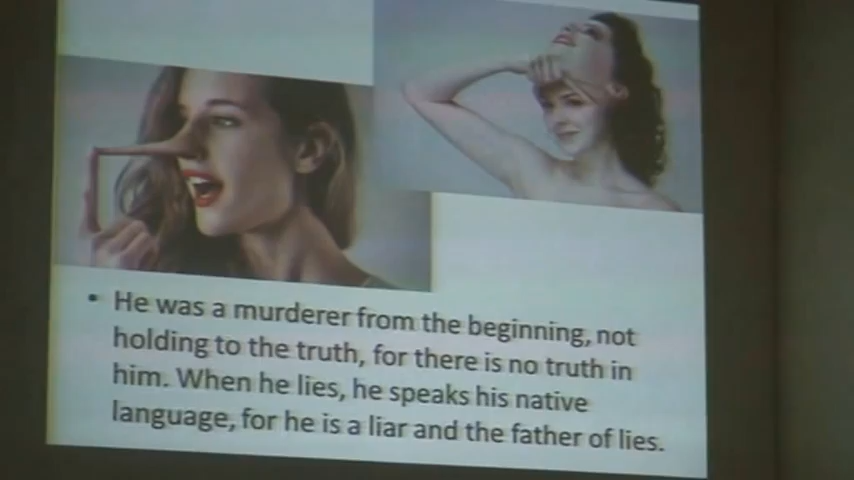 • He was a murderer from the beginning, not
holding to the truth, for there is no truth in
him. When he lies, he speaks his native
language, for he is a liar and the father of lies.